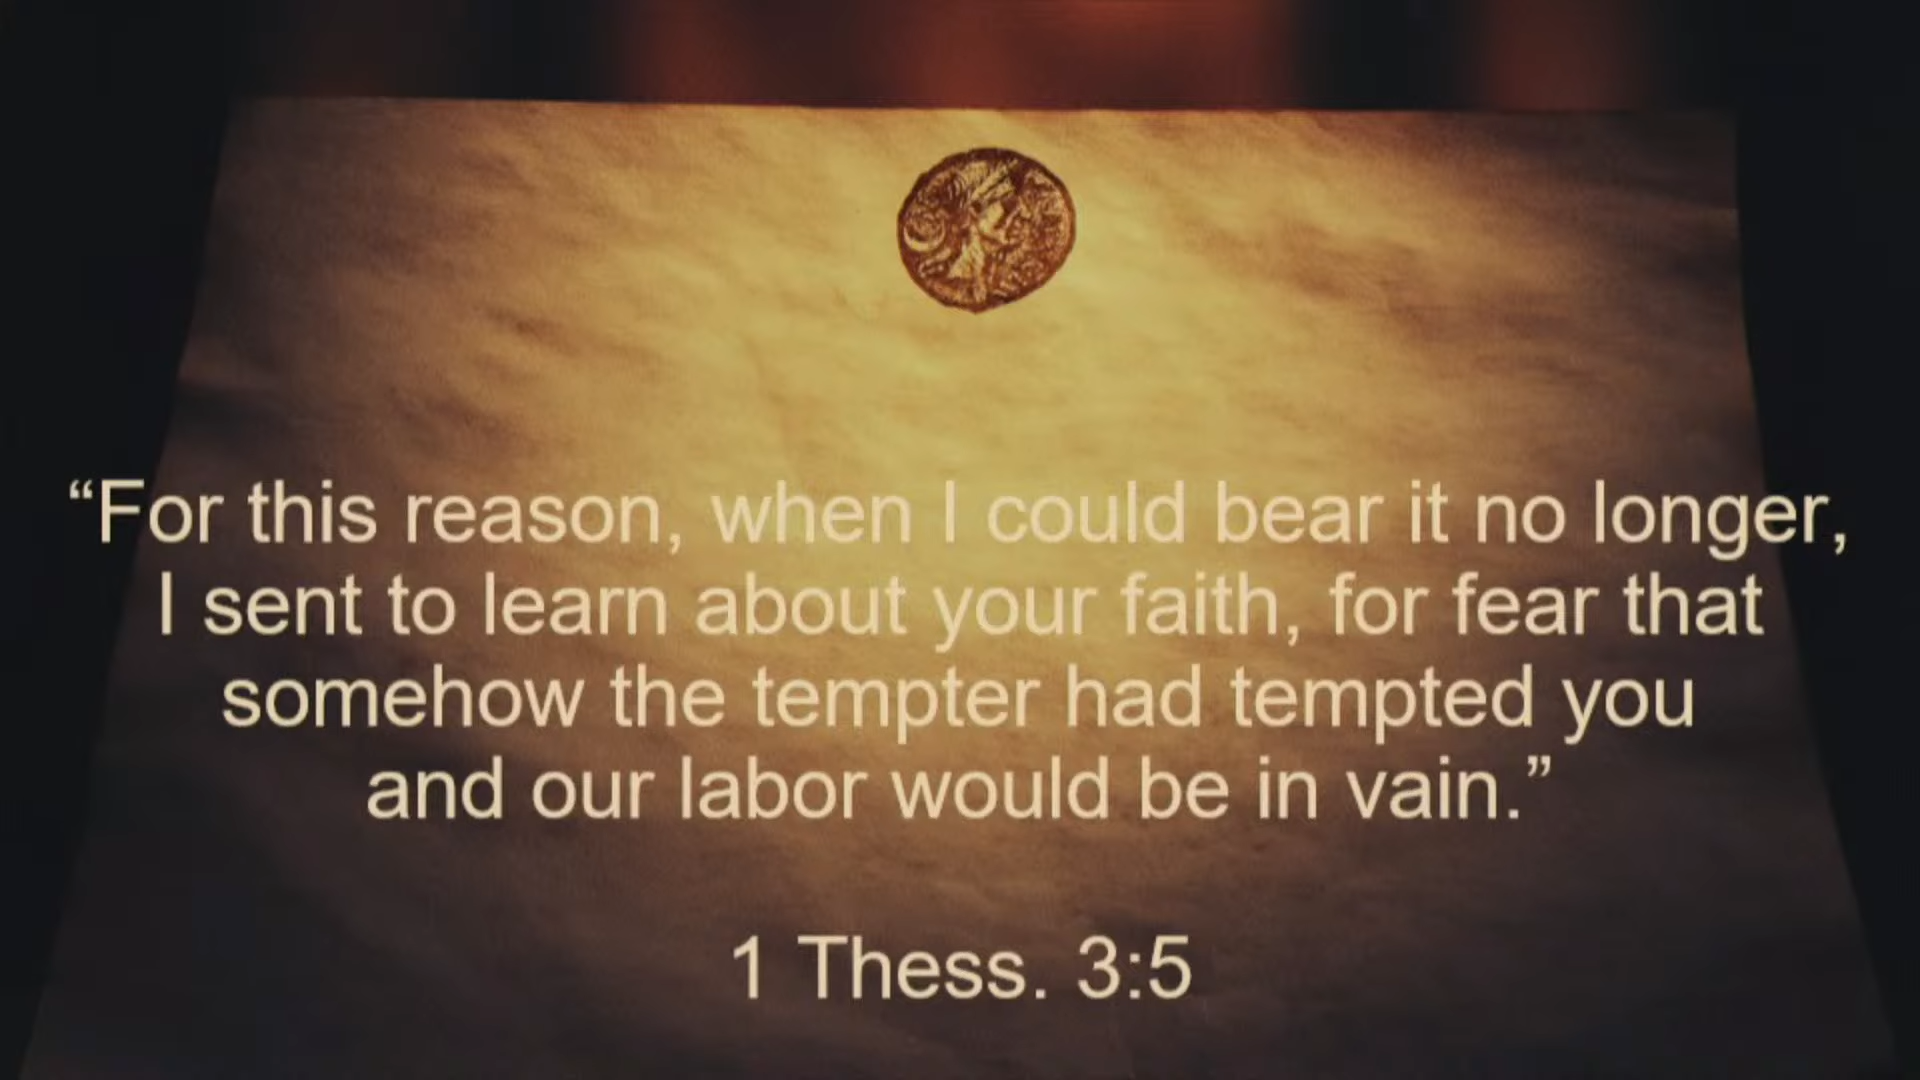 “For this reason, when I could bear it no longer,
I sent to learn about your faith, for fear that
somehow the tempter had tempted you
and our labor would be in vain.”
1 Thess. 3:5